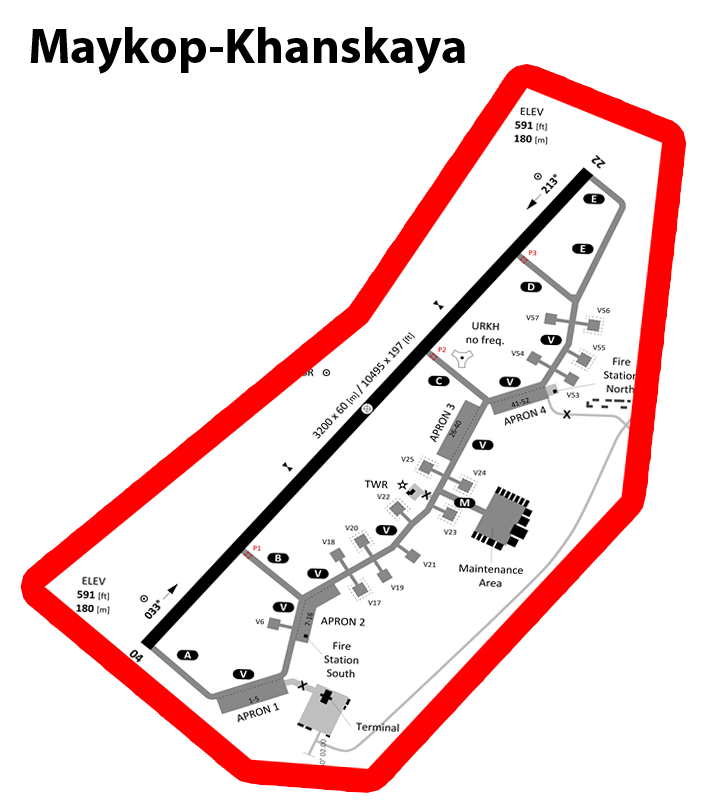 Maykop-Khanskaya
ELEV
591 [ft]
180 [m]
22
213°
E
E
P3
D
V57
V56
URKH
no freq.
V
V55
P2
V54
Fire
Station
North
C
V
V53
41-52
APRON 4
X
3200 x 60 [m] / 10495 x 197 [ft]
APRON 3
26-40
V
V25
V24
TWR
X
M
V22
V23
V20
V
V18
V21
Maintenance
Area
P1
B
V
V19
V17
ELEV
591 [ft]
180 [m]
033°
V
7-16
V6
APRON 2
04
A
Fire
Station
South
V
X
1-5
APRON 1
Terminal